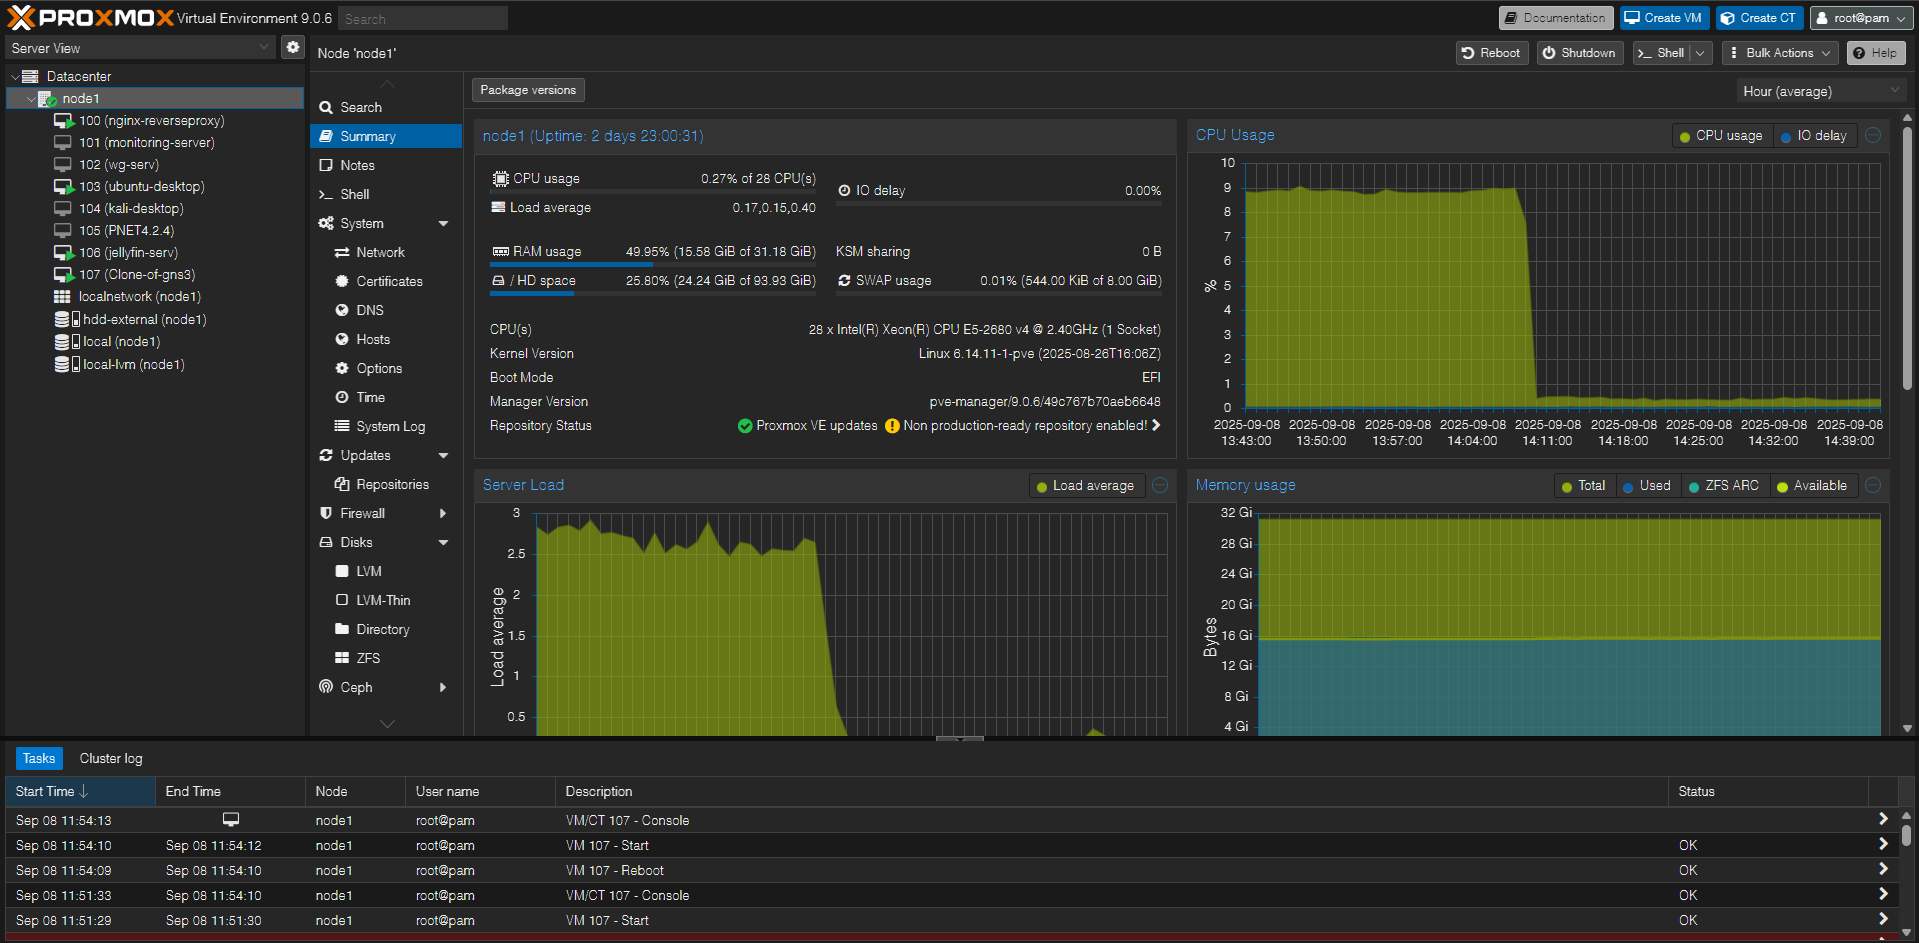 PROXMOX Virtual Environment 9.0.6 Search
Documentation Create VM Create CT root@pam
Server View
Node 'node1'
Reboot Shutdown Shell Bulk Actions Help
Datacenter
node1
100 (nginx-reverseproxy)
101 (monitoring-server)
102 (wg-serv)
103 (ubuntu-desktop)
104 (kali-desktop)
105 (PNET4.2.4)
106 (jellyfin-serv)
107 (Clone-of-gns3)
localnetwork (node1)
hdd-external (node1)
local (node1)
local-lvm (node1)
Search
Summary
Notes
Shell
System
Network
Certificates
DNS
Hosts
Options
Time
System Log
Updates
Repositories
Firewall
Disks
LVM
LVM-Thin
Directory
ZFS
Ceph
Package versions
Hour (average)
node1 (Uptime: 2 days 23:00:31)
CPU usage 0.27% of 28 CPU(s)
IO delay 0.00%
Load average 0.17,0.15,0.40
RAM usage 49.95% (15.58 GiB of 31.18 GiB)
KSM sharing 0 B
/ HD space 25.80% (24.24 GiB of 93.93 GiB)
SWAP usage 0.01% (544.00 KiB of 8.00 GiB)
CPU(s) 28 x Intel(R) Xeon(R) CPU E5-2680 v4 @ 2.40GHz (1 Socket)
Kernel Version Linux 6.14.11-1-pve (2025-08-26T16:06Z)
Boot Mode EFI
Manager Version pve-manager/9.0.6/49c767b70aeb6648
Repository Status Proxmox VE updates Non production-ready repository enabled!
CPU Usage
CPU usage IO delay
10
9
8
7
6
5
4
3
2
1
0
%
2025-09-08 2025-09-08 2025-09-08 2025-09-08 2025-09-08 2025-09-08 2025-09-08 2025-09-08 2025-09-08
13:43:00 13:50:00 13:57:00 14:04:00 14:11:00 14:18:00 14:25:00 14:32:00 14:39:00
Server Load
Load average
3
2.5
2
1.5
1
0.5
Load average
Memory usage
Total Used ZFS ARC Available
32 Gi
28 Gi
24 Gi
20 Gi
16 Gi
12 Gi
8 Gi
4 Gi
Bytes
Tasks Cluster log
Start Time End Time Node User name Description Status
Sep 08 11:54:13 node1 root@pam VM/CT 107 - Console
Sep 08 11:54:10 Sep 08 11:54:12 node1 root@pam VM 107 - Start OK
Sep 08 11:54:09 Sep 08 11:54:10 node1 root@pam VM 107 - Reboot OK
Sep 08 11:51:33 Sep 08 11:54:10 node1 root@pam VM/CT 107 - Console OK
Sep 08 11:51:29 Sep 08 11:51:30 node1 root@pam VM 107 - Start OK